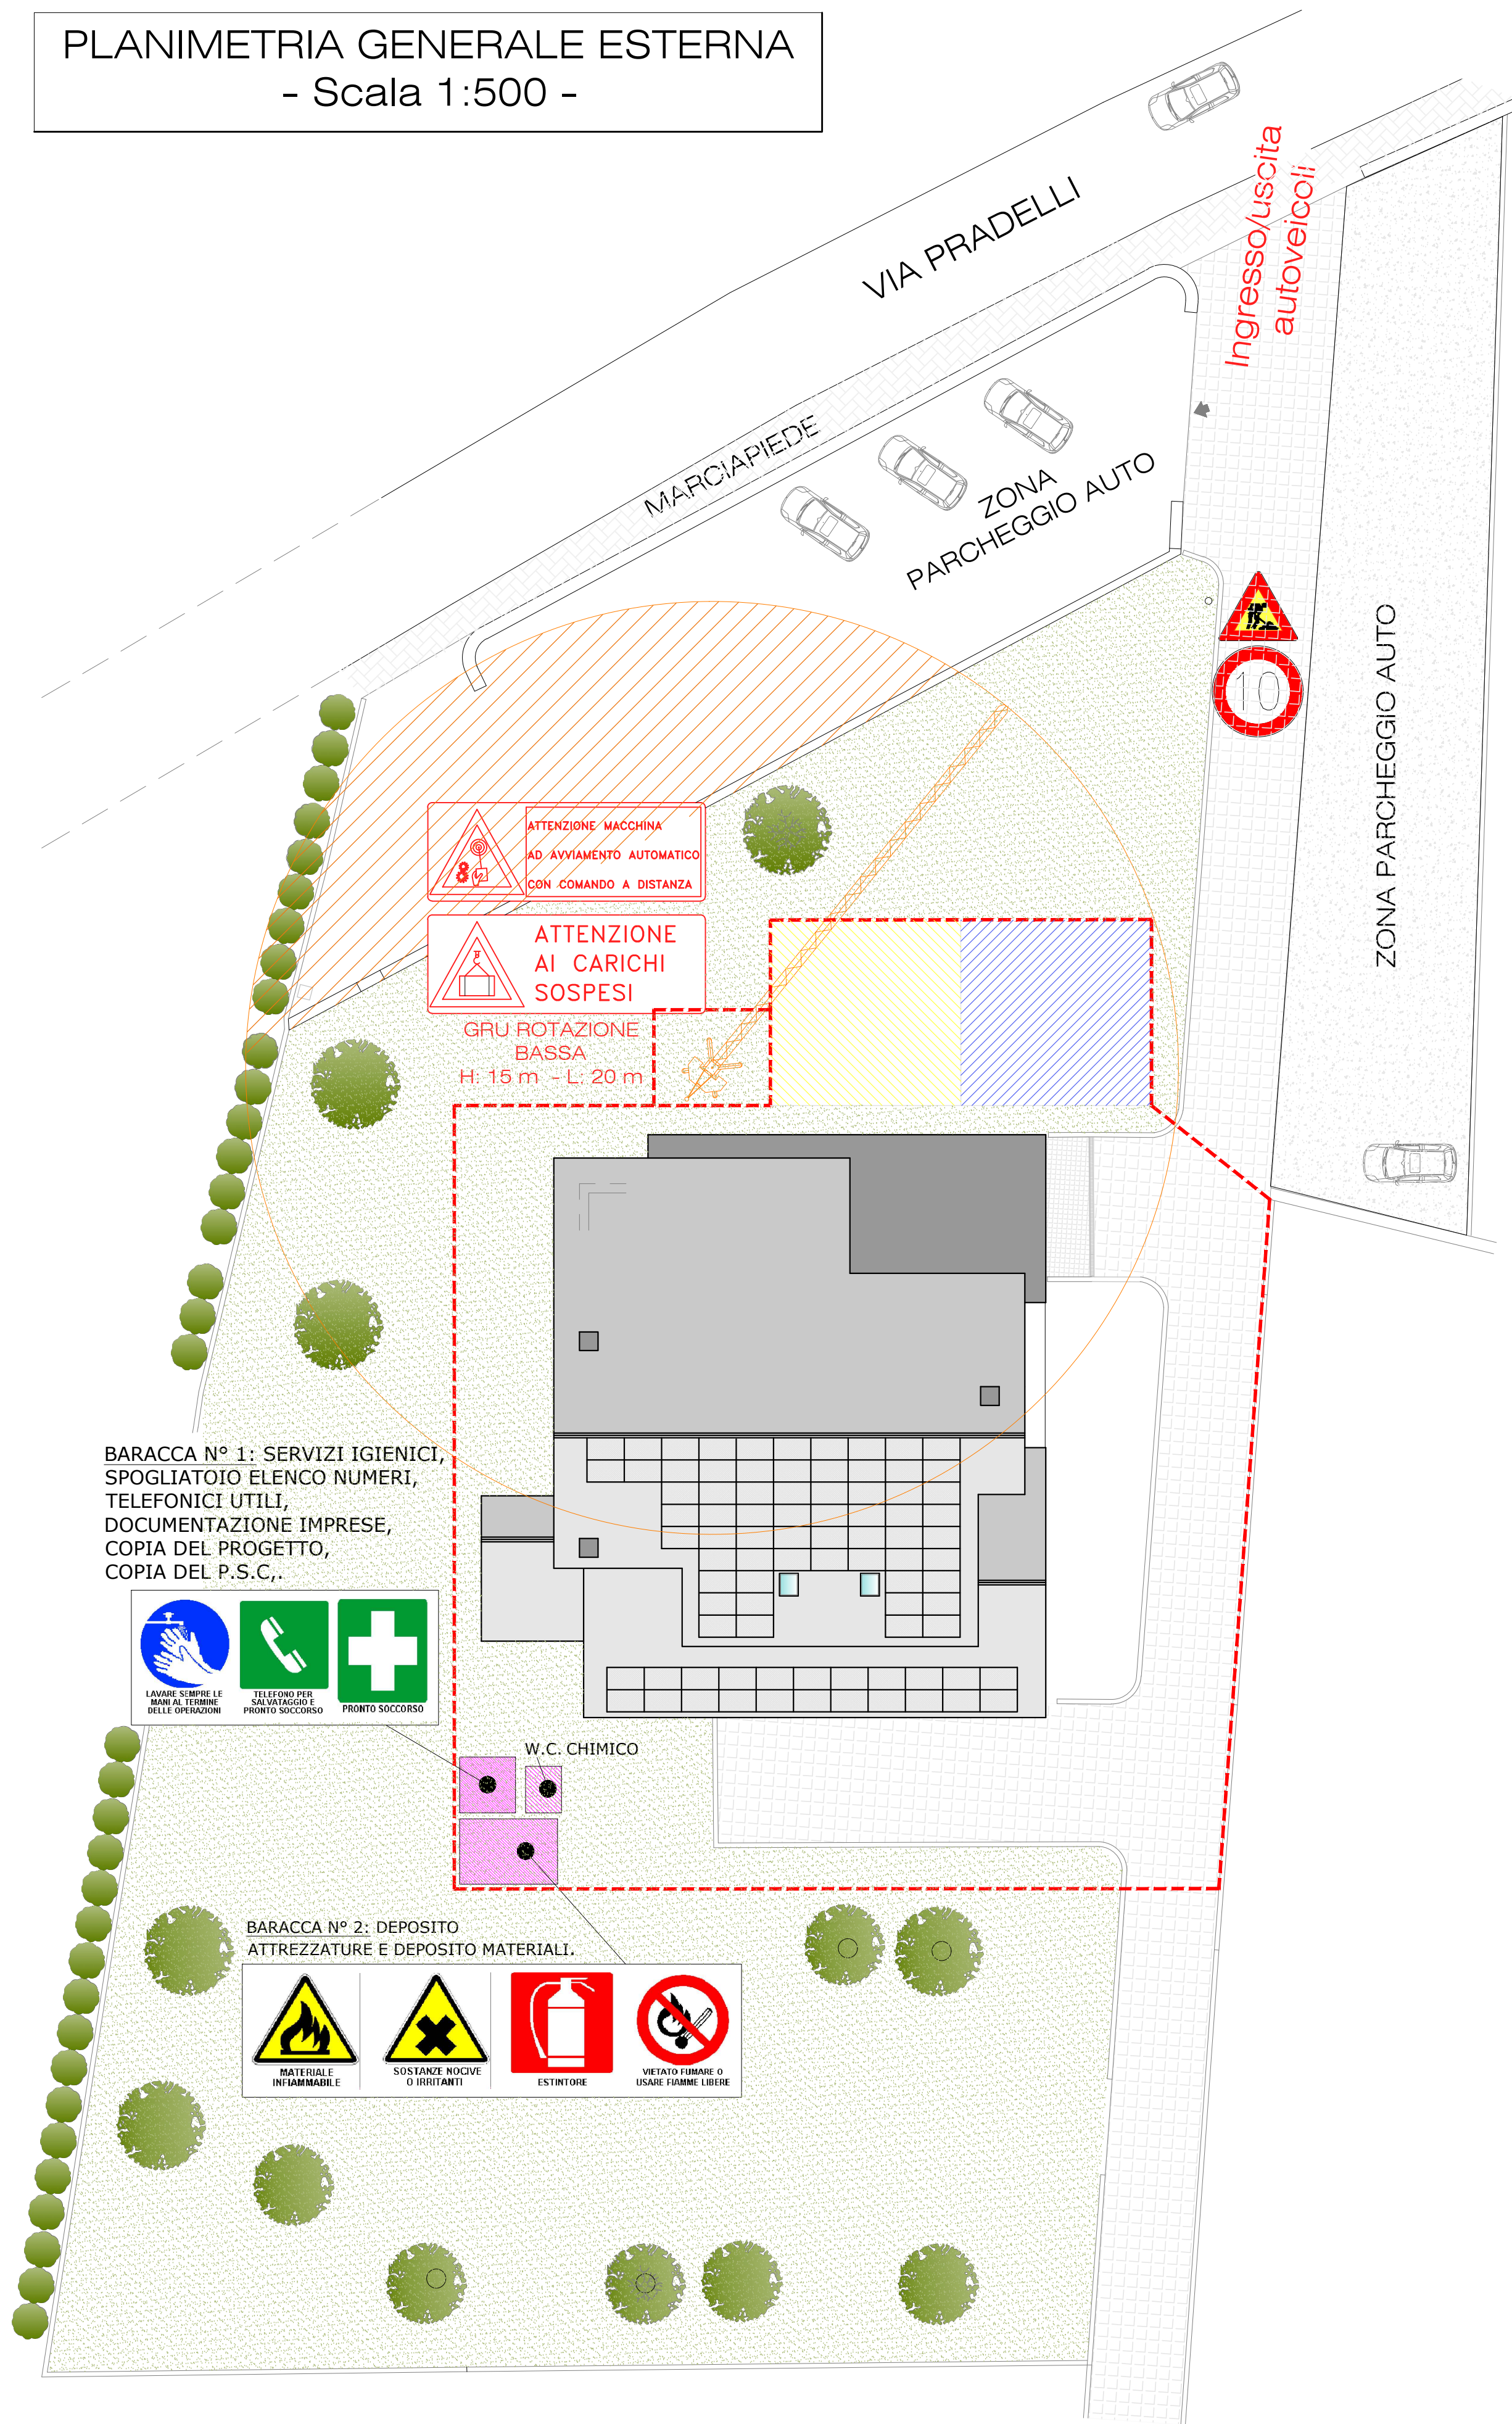 PLANIMETRIA GENERALE ESTERNA
- Scala 1:500 -
Ingresso/uscita
autoveicoli
VIA PRADELLI
MARCIAPIEDE
ZONA
PARCHEGGIO AUTO
10
ZONA PARCHEGGIO AUTO
ATTENZIONE MACCHINA
AD AVVIAMENTO AUTOMATICO
CON COMANDO A DISTANZA
ATTENZIONE
AI CARICHI
SOSPESI
GRU ROTAZIONE
BASSA
H: 15 m - L: 20 m
BARACCA N° 1: SERVIZI IGIENICI,
SPOGLIATOIO ELENCO NUMERI,
TELEFONICI UTILI,
DOCUMENTAZIONE IMPRESE,
COPIA DEL PROGETTO,
COPIA DEL P.S.C,.
LAVARE SEMPRE LE
MANI AL TERMINE
DELLE OPERAZIONI
TELEFONO PER
SALVATAGGIO E
PRONTO SOCCORSO
PRONTO SOCCORSO
W.C. CHIMICO
BARACCA N° 2: DEPOSITO
ATTREZZATURE E DEPOSITO MATERIALI.
MATERIALE
INFIAMMABILE
SOSTANZE NOCIVE
O IRRITANTI
ESTINTORE
VIETATO FUMARE O
USARE FIAMME LIBERE